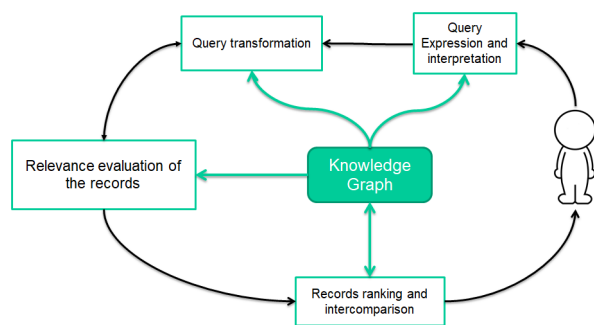 Query transformation
Query
Expression and
interpretation
Relevance evaluation of
the records
Knowledge
Graph
Records ranking and
intercomparison